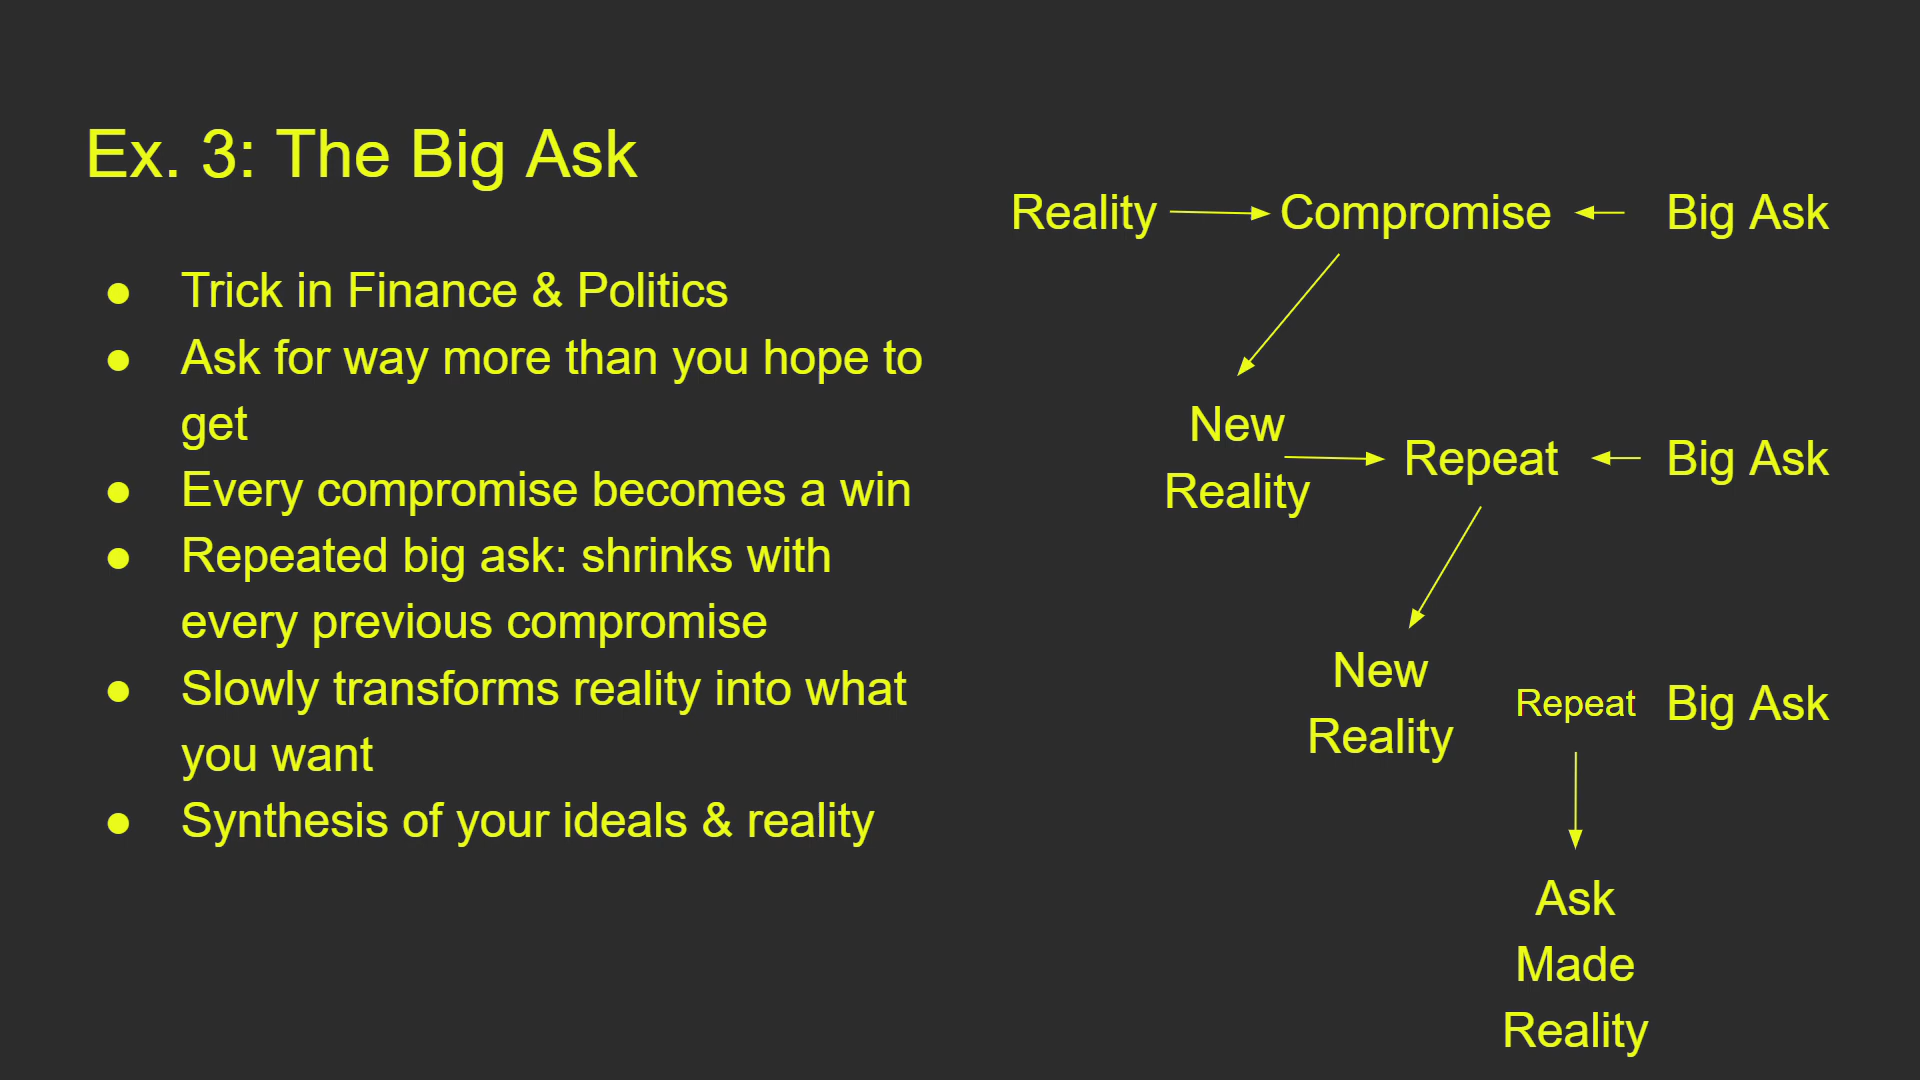 Ex. 3: The Big Ask
● Trick in Finance & Politics
● Ask for way more than you hope to
get
● Every compromise becomes a win
● Repeated big ask: shrinks with
every previous compromise
● Slowly transforms reality into what
you want
● Synthesis of your ideals & reality
Reality Compromise Big Ask
New
Reality
Repeat Big Ask
New
Reality
Repeat Big Ask
Ask
Made
Reality